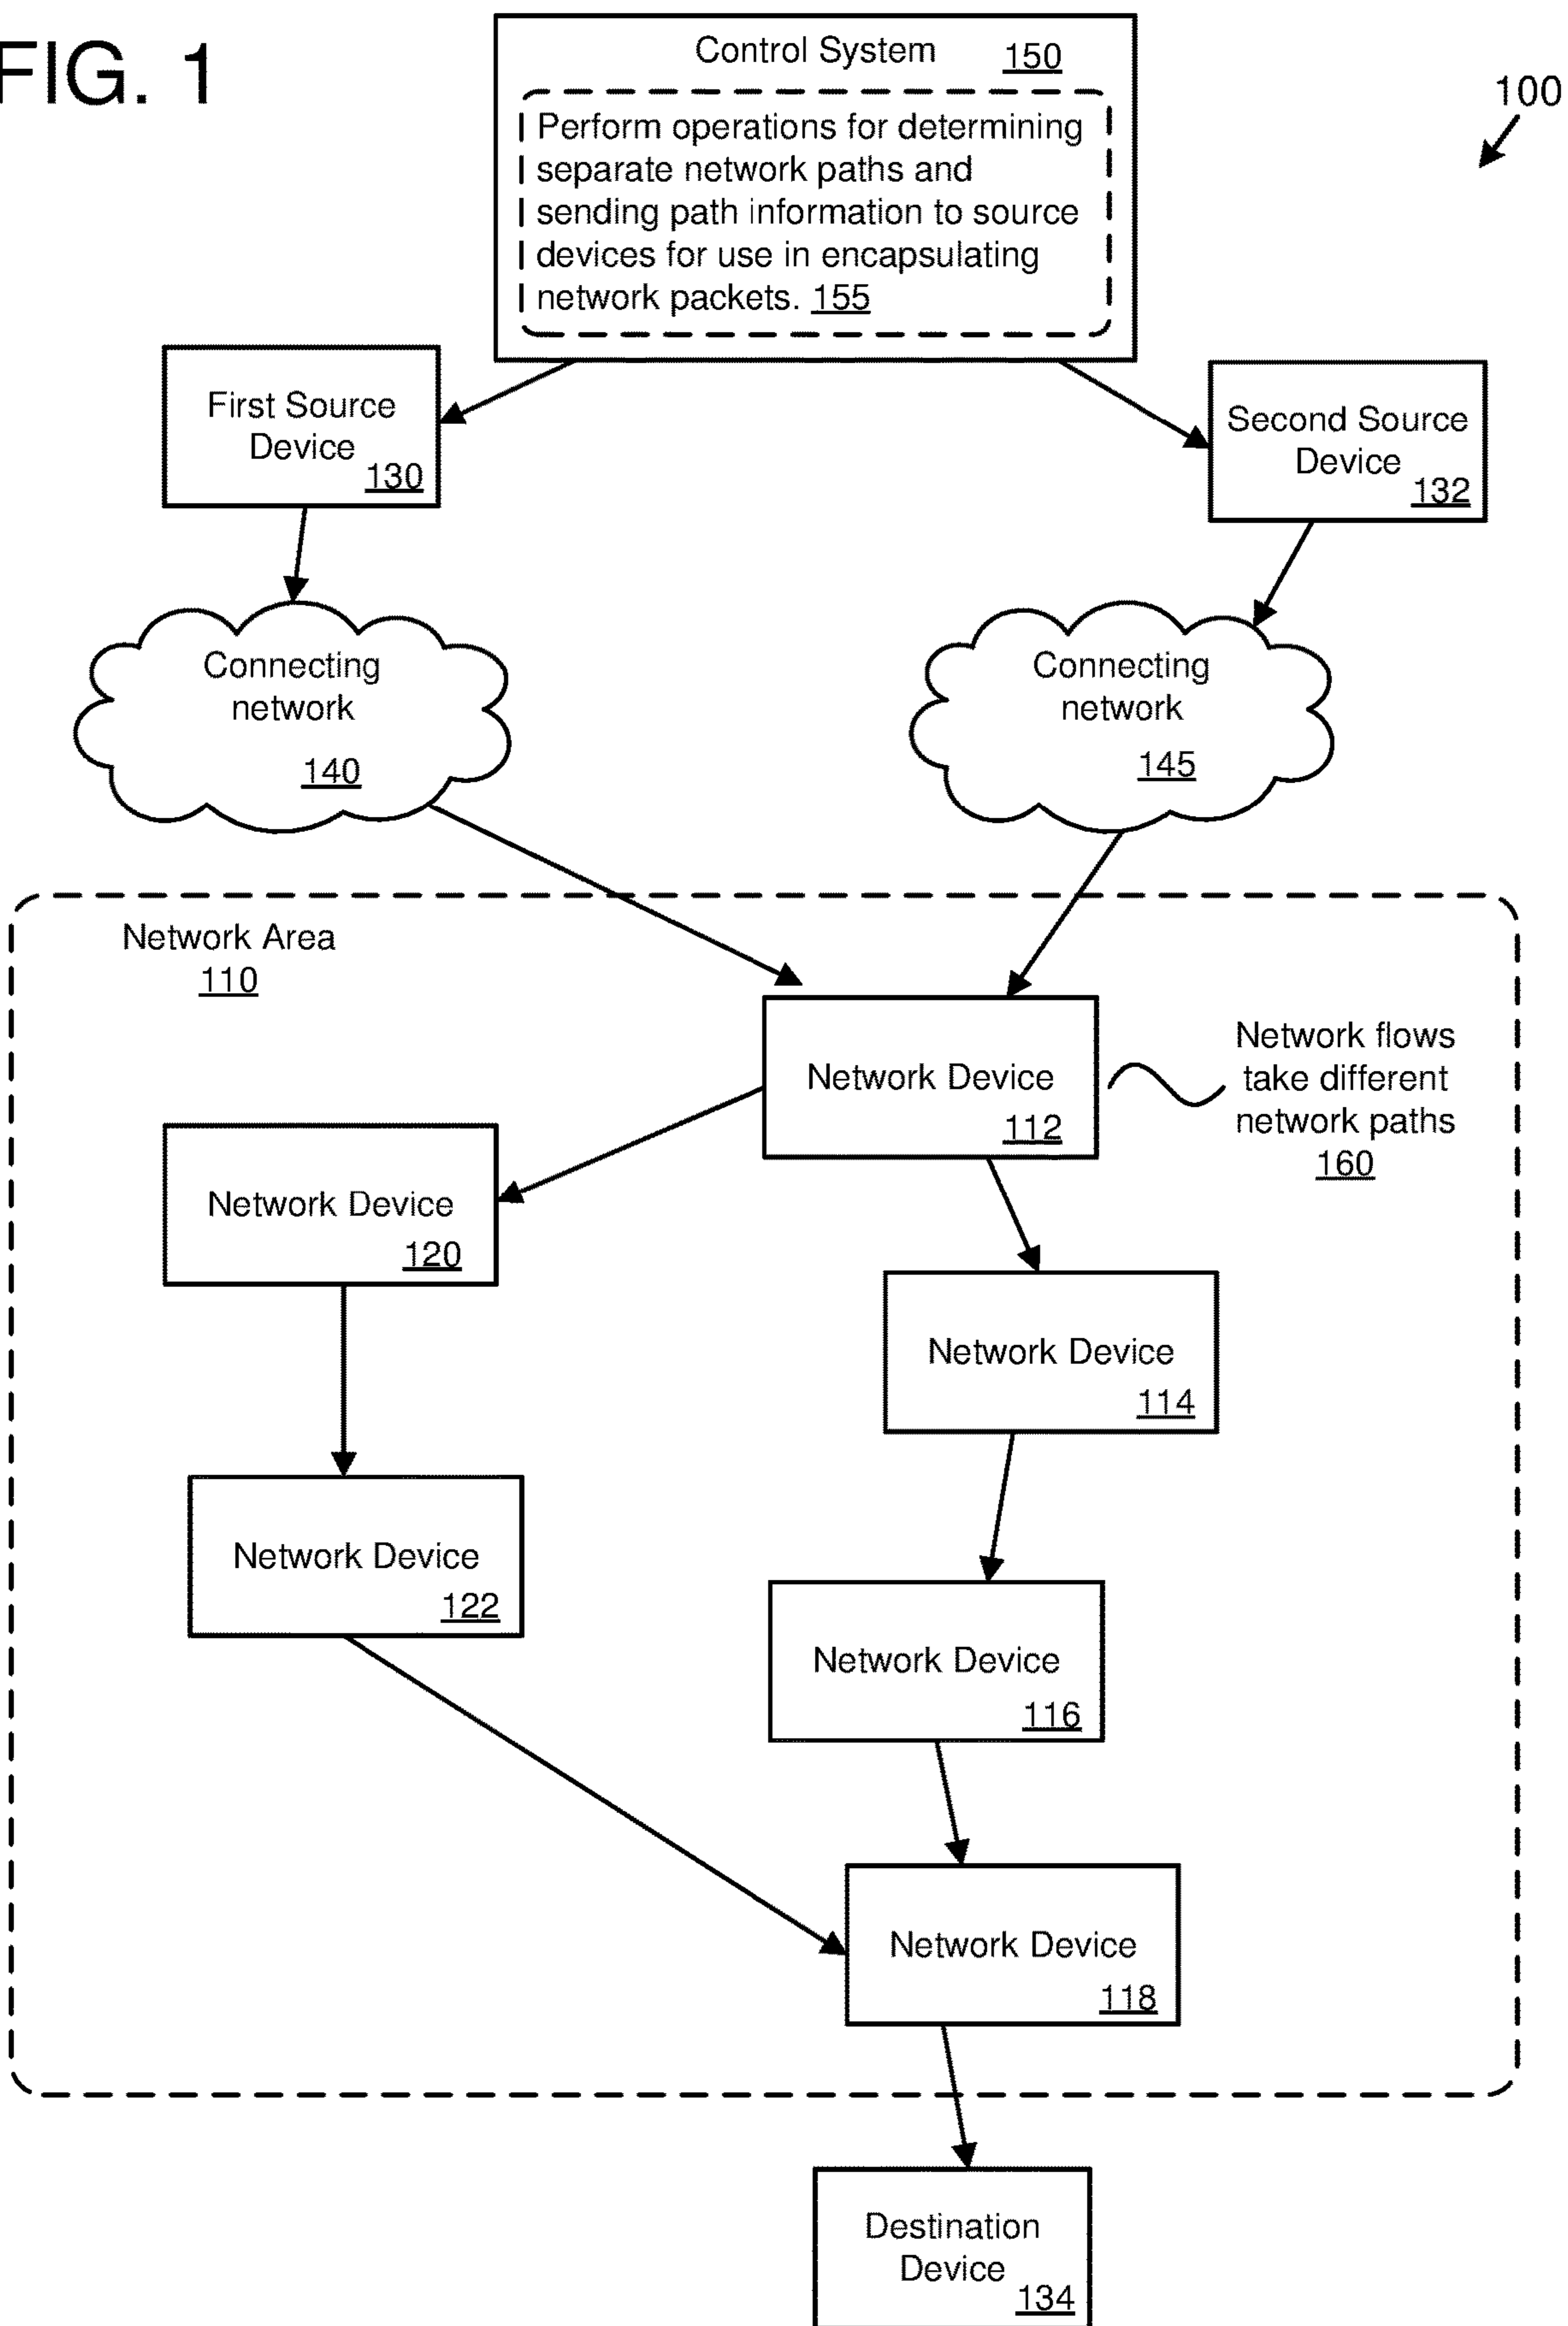 FIG. 1
Control System 150
100
Perform operations for determining
separate network paths and
sending path information to source
devices for use in encapsulating
network packets. 155
First Source
Device
130
Second Source
Device
132
Connecting
network
140
Connecting
network
145
Network Area
110
Network Device
112
Network flows
take different
network paths
160
Network Device
120
Network Device
114
Network Device
122
Network Device
116
Network Device
118
Destination
Device
134